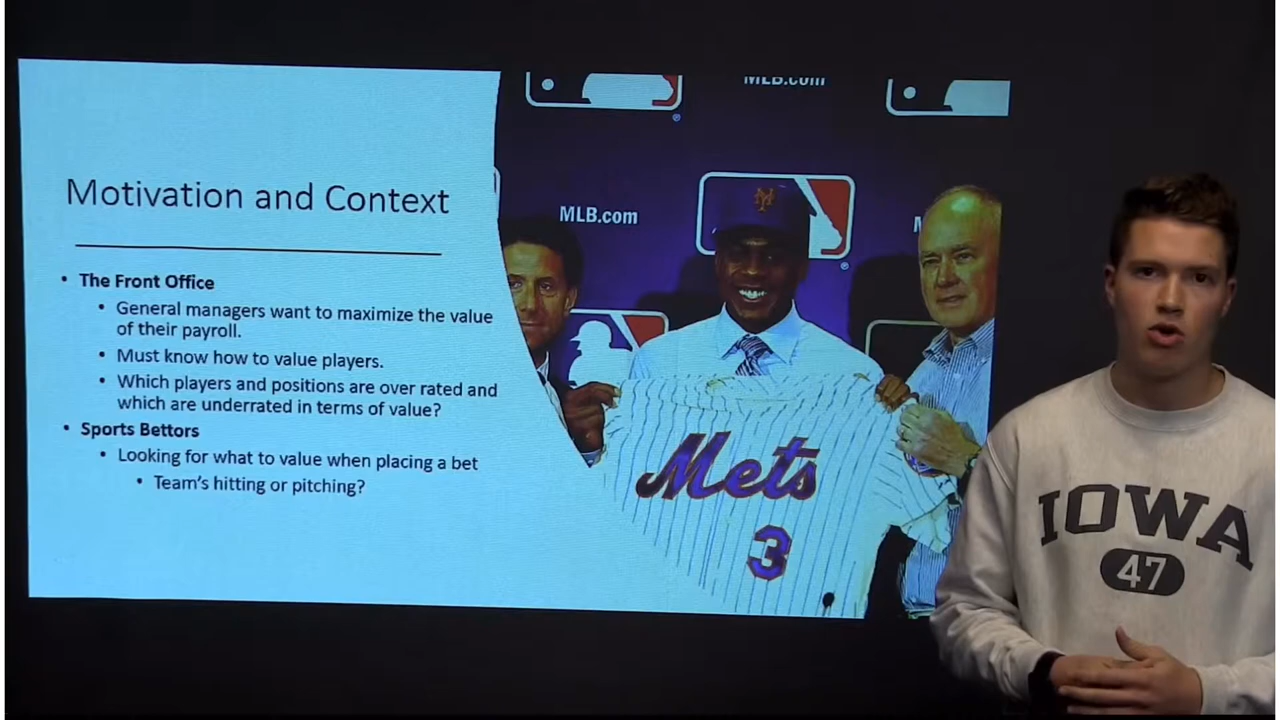 MLB.com
MLB.com
Motivation and Context
• The Front Office
• General managers want to maximize the value
of their payroll.
• Must know how to value players.
• Which players and positions are over rated and
which are underrated in terms of value?
• Sports Bettors
• Looking for what to value when placing a bet
• Team's hitting or pitching?
Mets
3
IOWA
47